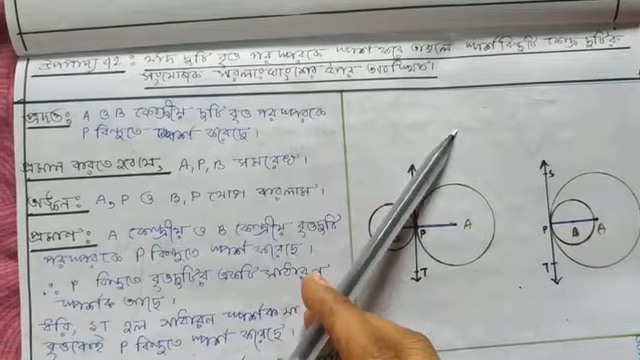 উপপাদ্য 42: যদি দুটি বৃত্ত পরস্পরকে স্পর্শ করে তাহলে স্পর্শবিন্দুটি কেন্দ্র দুটির
সংযোজক সরলরেখাংশের উপর অবস্থিত।
প্রদত্ত: A ও B কেন্দ্রীয় দুটি বৃত্ত পরস্পরকে
P বিন্দুতে স্পর্শ করেছে।
প্রমাণ করতে হবে যে, A, P, B সমরেখ।
অঙ্কন: A, P ও B, P যোগ করলাম।
প্রমাণ: A কেন্দ্রীয় ও B কেন্দ্রীয় বৃত্তদুটি
পরস্পরকে P বিন্দুতে স্পর্শ করেছে।
∴ P বিন্দুতে বৃত্তদুটির একটি সাধারণ
স্পর্শক আছে।
ধরি, ST হল সাধারণ স্পর্শক যা
বৃত্তকেই P বিন্দুতে স্পর্শ করেছে।
P A
T
S
P B A
T